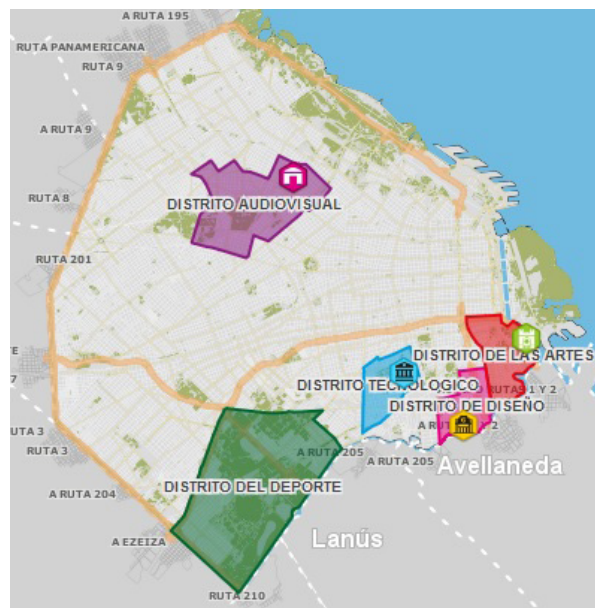 A RUTA 195
RUTA PANAMERICANA
RUTA 9
A RUTA 9
RUTA 8
DISTRITO AUDIOVISUAL
RUTA 201
DISTRITO DE LAS ARTES
DISTRITO TECNOLOGICO
RUTAS 1 Y 2
DISTRITO DE DISEÑO
RUTA 3
RUTA 3
A RUTA 205
A RUTA 205
Avellaneda
A RUTA 204
DISTRITO DEL DEPORTE
A EZEIZA
Lanús
RUTA 210